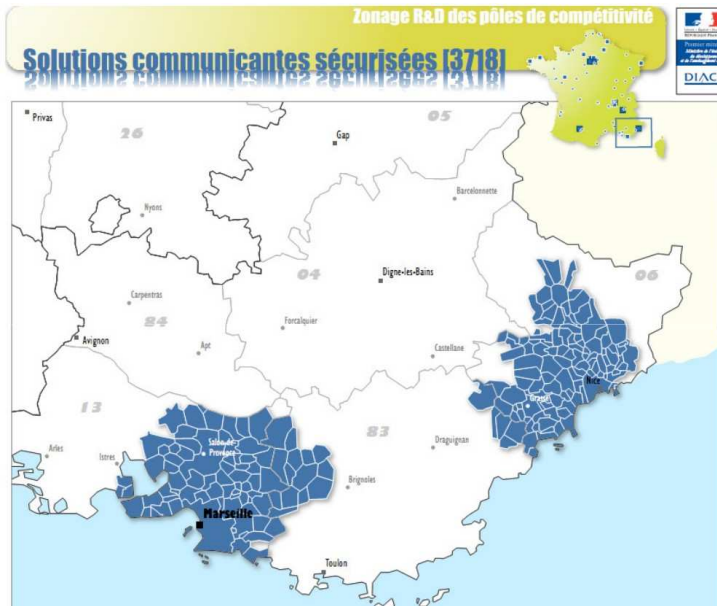 Zonage R&D des pôles de compétitivité
Solutions communicantes sécurisées [3718]
DIAC
Privas
26
05
Gap
Nyons
Barcelonnette
04
06
Digne-les-Bains
Carpentras
84
Forcalquier
Avignon
Apt
Castellane
Nice
Grasse
13
83
Salon-de-
Provence
Draguignan
Arles
Istres
Brignoles
Marseille
Toulon